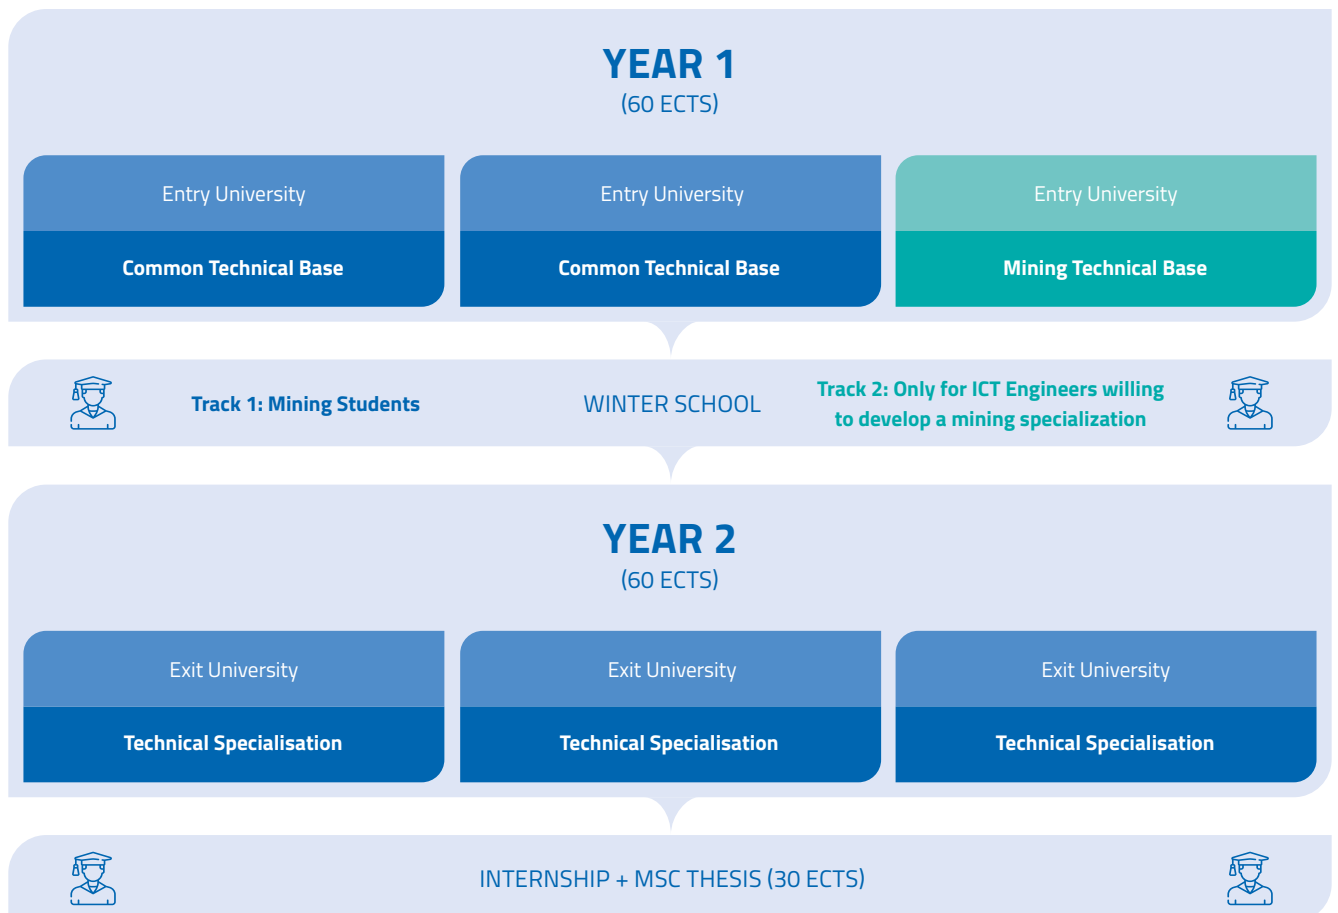 YEAR 1
(60 ECTS)
Entry University
Common Technical Base
Entry University
Common Technical Base
Entry University
Mining Technical Base
Track 1: Mining Students
WINTER SCHOOL
Track 2: Only for ICT Engineers willing
to develop a mining specialization
YEAR 2
(60 ECTS)
Exit University
Technical Specialisation
Exit University
Technical Specialisation
Exit University
Technical Specialisation
INTERNSHIP + MSC THESIS (30 ECTS)